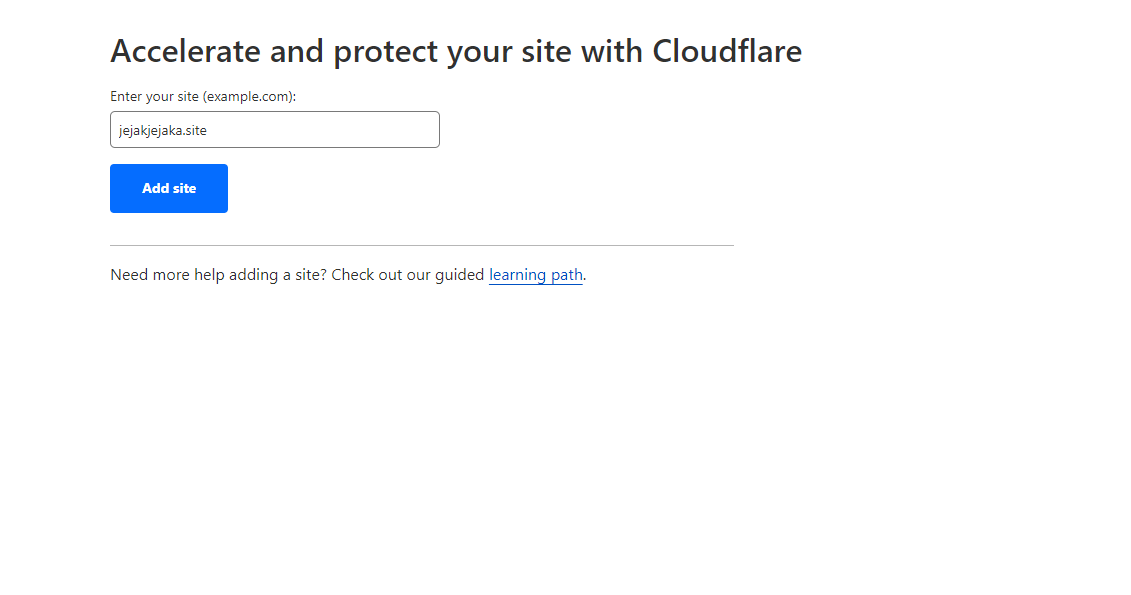 Accelerate and protect your site with Cloudflare
Enter your site (example.com):
jejakjejaka.site
Add site
Need more help adding a site? Check out our guided learning path.